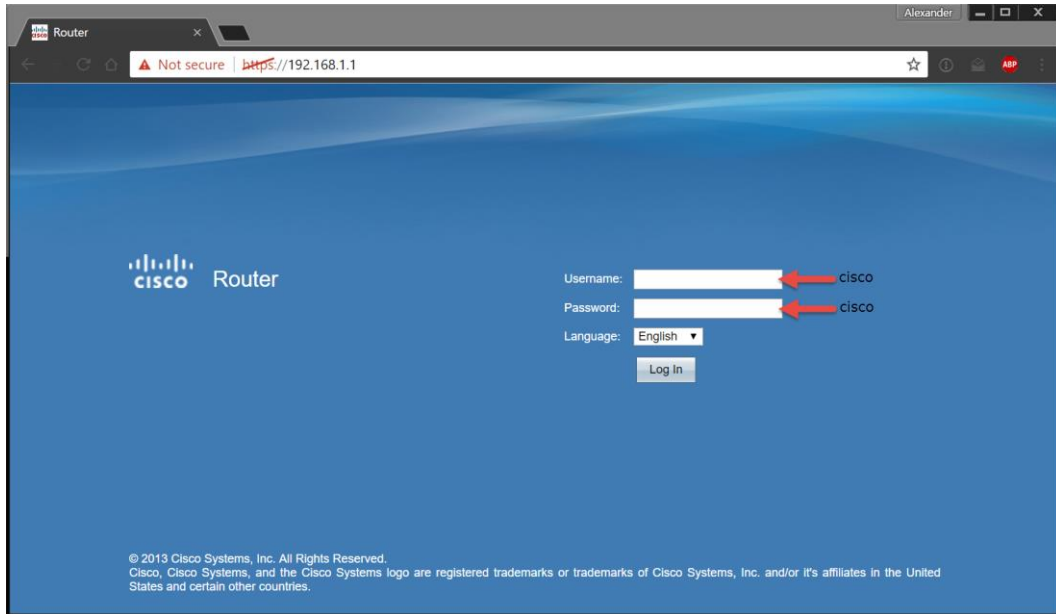 Alexander
Router
Not secure | https://192.168.1.1
ABP
cisco Router
Username: cisco
Password: cisco
Language: English
Log In
© 2013 Cisco Systems, Inc. All Rights Reserved.
Cisco, Cisco Systems, and the Cisco Systems logo are registered trademarks or trademarks of Cisco Systems, Inc. and/or it's affiliates in the United
States and certain other countries.